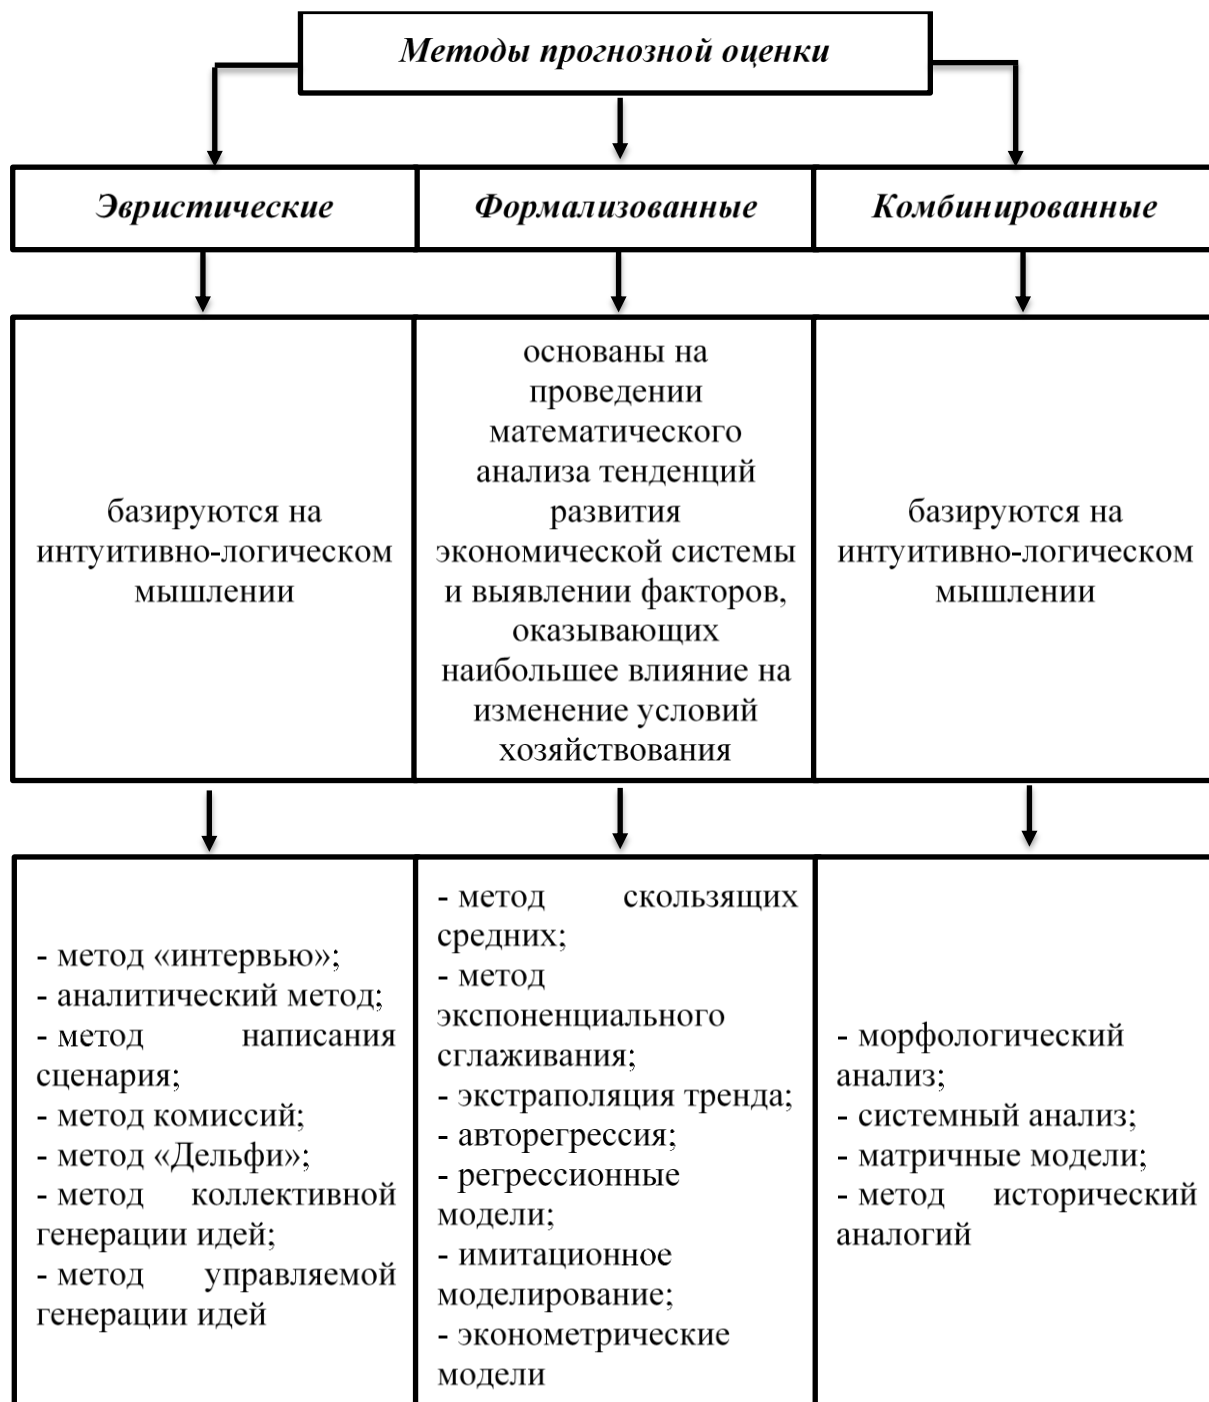 Методы прогнозной оценки
Эвристические
Формализованные
Комбинированные
базируются на
интуитивно-логическом
мышлении
основаны на
проведении
математического
анализа тенденций
развития
экономической системы
и выявлении факторов,
оказывающих
наибольшее влияние на
изменение условий
хозяйствования
базируются на
интуитивно-логическом
мышлении
- метод «интервью»;
- аналитический метод;
- метод написания
сценария;
- метод комиссий;
- метод «Дельфи»;
- метод коллективной
генерации идей;
- метод управляемой
генерации идей
- метод скользящих
средних;
- метод
экспоненциального
сглаживания;
- экстраполяция тренда;
- авторегрессия;
- регрессионные
модели;
- имитационное
моделирование;
- эконометрические
модели
- морфологический
анализ;
- системный анализ;
- матричные модели;
- метод исторический
аналогий